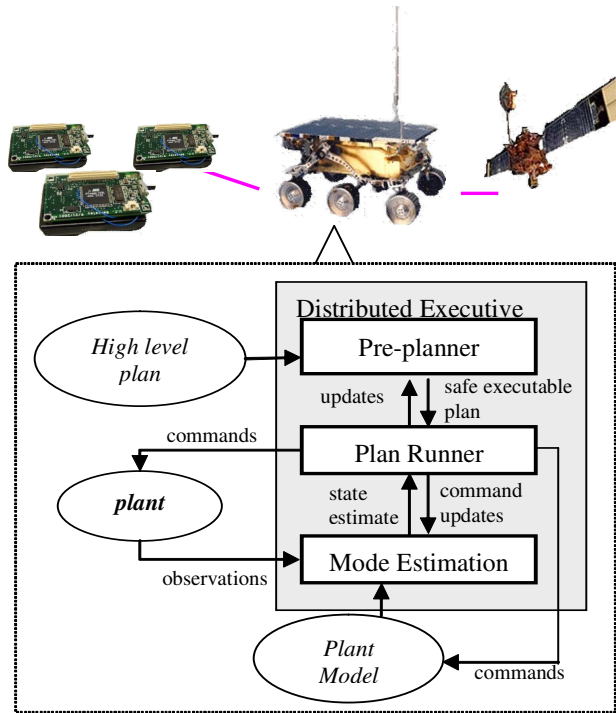 Distributed Executive
High level
plan
Pre-planner
updates
safe executable
plan
commands
Plan Runner
plant
state
estimate
command
updates
observations
Mode Estimation
Plant
Model
commands